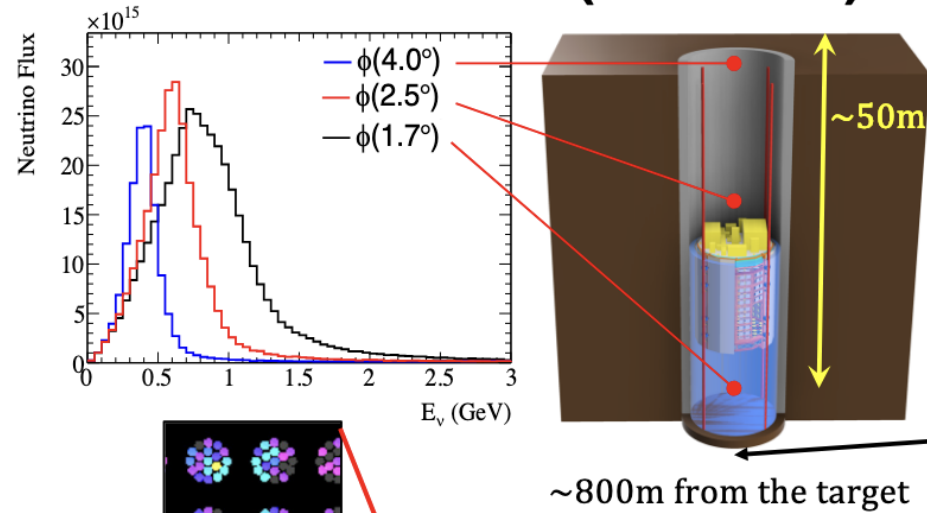 ×10¹⁵
Neutrino Flux
30
25
20
15
10
5
0
0 0.5 1 1.5 2 2.5 3
E_ν (GeV)
ϕ(4.0°)
ϕ(2.5°)
ϕ(1.7°)
~50m
~800m from the target